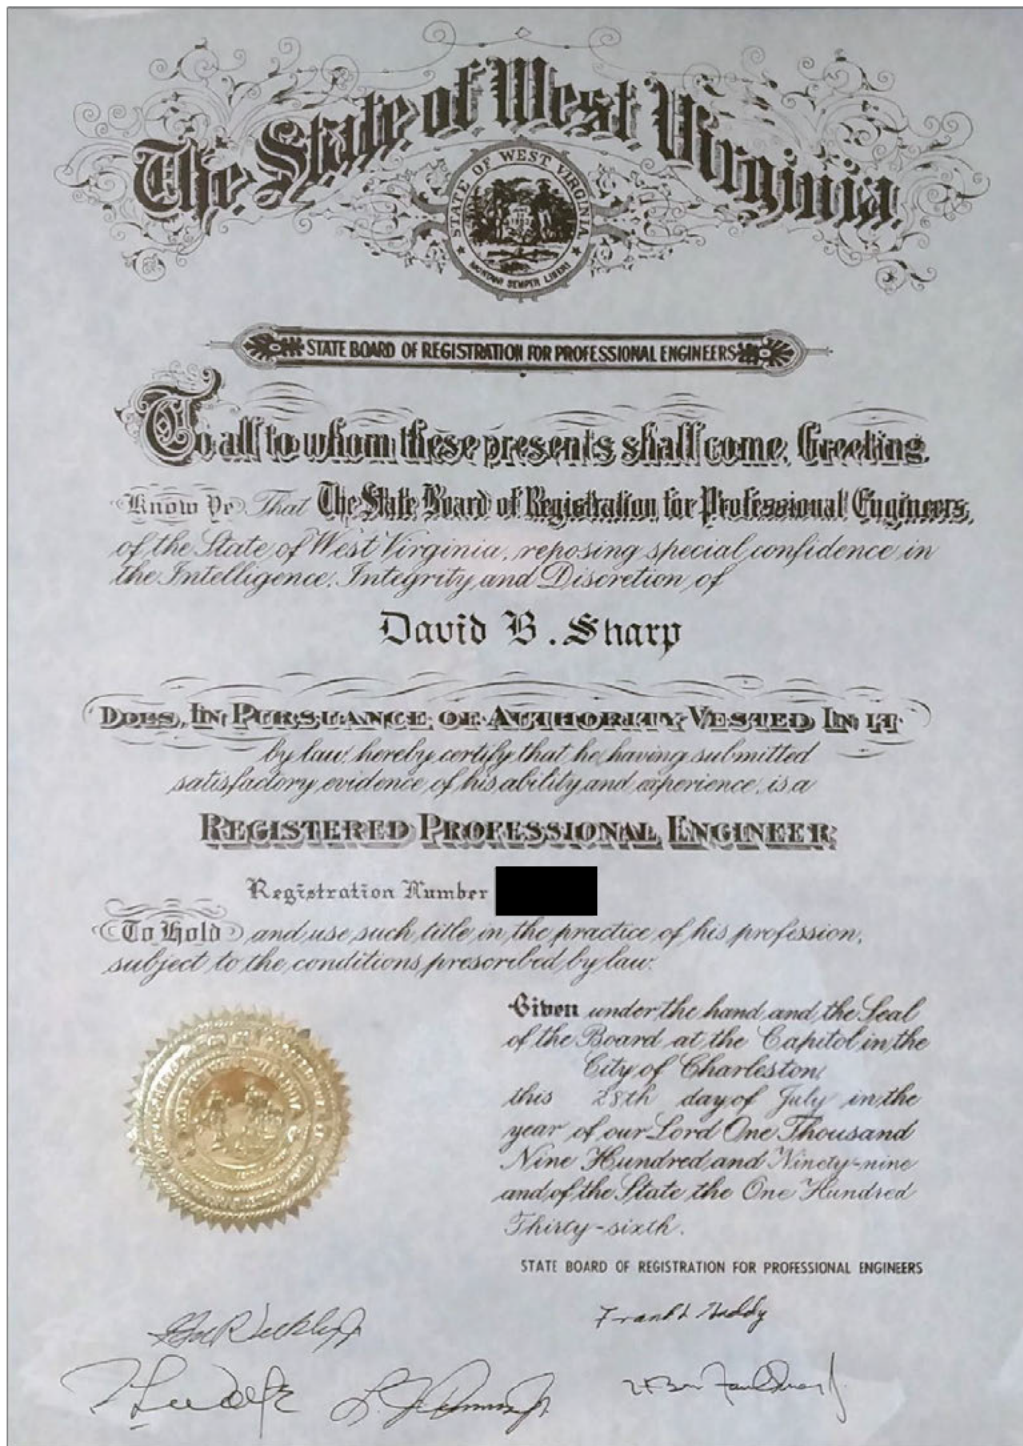 The State of West Virginia
STATE OF WEST VIRGINIA
MONTANI SEMPER LIBERI
STATE BOARD OF REGISTRATION FOR PROFESSIONAL ENGINEERS
To all to whom these presents shall come, Greeting.
Know Ye That The State Board of Registration for Professional Engineers,
of the State of West Virginia, reposing special confidence in
the Intelligence, Integrity and Discretion of
David B. Sharp
DOES, IN PURSUANCE OF AUTHORITY VESTED IN IT
by law, hereby certify that he having submitted
satisfactory evidence of his ability and experience, is a
REGISTERED PROFESSIONAL ENGINEER
Registration Number
To Hold and use such title in the practice of his profession,
subject to the conditions prescribed by law.
Given under the hand and the Seal
of the Board at the Capitol in the
City of Charleston
this 28th day of July in the
year of our Lord One Thousand
Nine Hundred and Ninety-nine
and of the State the One Hundred
Thirty-sixth.
STATE BOARD OF REGISTRATION FOR PROFESSIONAL ENGINEERS